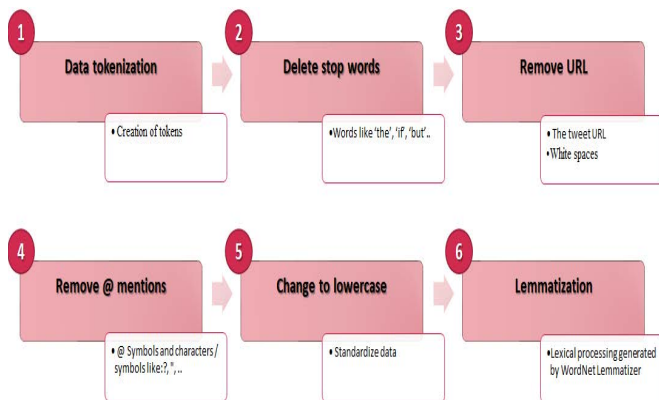 1
Data tokenization
• Creation of tokens
2
Delete stop words
•Words like 'the', 'if', 'but'..
3
Remove URL
• The tweet URL
•White spaces
4
Remove @ mentions
• @ Symbols and characters /
symbols like:?, ", ..
5
Change to lowercase
• Standardize data
6
Lemmatization
•Lexical processing generated
by WordNet Lemmatizer